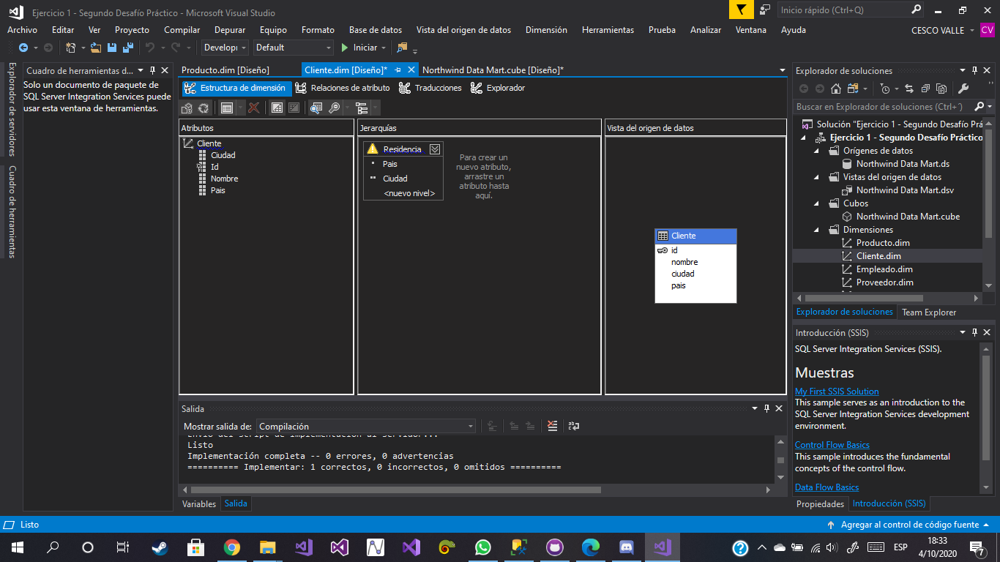 Ejercicio 1 - Segundo Desafío Práctico - Microsoft Visual Studio
Inicio rápido (Ctrl+Q)
Archivo Editar Ver Proyecto Compilar Depurar Equipo Formato Base de datos Vista del origen de datos Dimensión Herramientas Prueba Analizar Ventana Ayuda
CESCO VALLE CV
Develop Default Iniciar
Explorador de servidores
Cuadro de herramientas
Cuadro de herramientas d...
Solo un documento de paquete de
SQL Server Integration Services puede
usar esta ventana de herramientas.
Producto.dim [Diseño] Cliente.dim [Diseño]* Northwind Data Mart.cube [Diseño]*
Estructura de dimensión Relaciones de atributo Traducciones Explorador
Atributos
Cliente
Ciudad
Id
Nombre
Pais
Jerarquías
Residencia
Pais
Ciudad
<nuevo nivel>
Para crear un
nuevo atributo,
arrastre un
atributo hasta
aquí.
Vista del origen de datos
Cliente
id
nombre
ciudad
pais
Salida
Mostrar salida de: Compilación
Envío del script de implementación al servidor...
Listo
Implementación completa -- 0 errores, 0 advertencias
========== Implementar: 1 correctos, 0 incorrectos, 0 omitidos ==========
Variables Salida
Explorador de soluciones
Buscar en Explorador de soluciones (Ctrl+´)
Solución "Ejercicio 1 - Segundo Desafío Prá
Ejercicio 1 - Segundo Desafío Práctico
Orígenes de datos
Northwind Data Mart.ds
Vistas del origen de datos
Northwind Data Mart.dsv
Cubos
Northwind Data Mart.cube
Dimensiones
Producto.dim
Cliente.dim
Empleado.dim
Proveedor.dim
Explorador de soluciones Team Explorer
Introducción (SSIS)
SQL Server Integration Services (SSIS).
Muestras
My First SSIS Solution
This sample serves as an introduction to the
SQL Server Integration Services development
environment.
Control Flow Basics
This sample introduces the fundamental
concepts of the control flow.
Data Flow Basics
Propiedades Introducción (SSIS)
Listo
Agregar al control de código fuente
ESP
18:33
4/10/2020
7